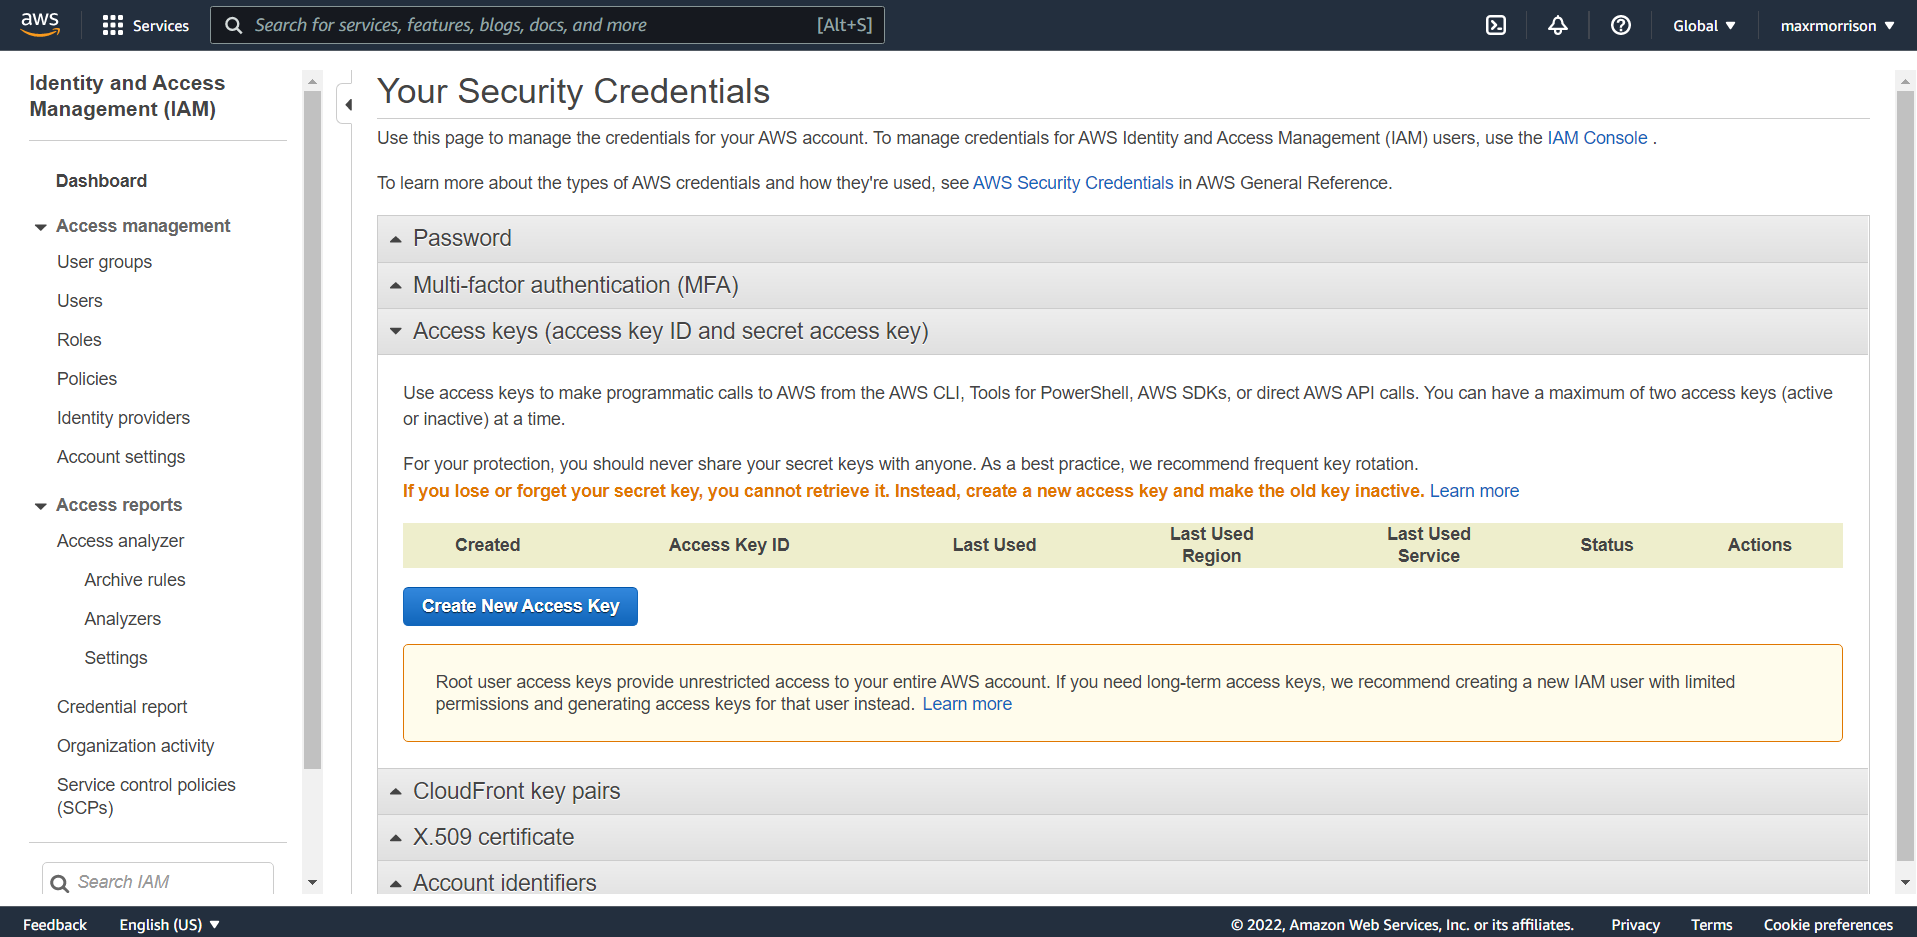 aws
Services
Search for services, features, blogs, docs, and more
[Alt+S]
Global
maxrmorrison
Identity and Access
Management (IAM)
Dashboard
Access management
User groups
Users
Roles
Policies
Identity providers
Account settings
Access reports
Access analyzer
Archive rules
Analyzers
Settings
Credential report
Organization activity
Service control policies
(SCPs)
Search IAM
Your Security Credentials
Use this page to manage the credentials for your AWS account. To manage credentials for AWS Identity and Access Management (IAM) users, use the IAM Console .
To learn more about the types of AWS credentials and how they're used, see AWS Security Credentials in AWS General Reference.
Password
Multi-factor authentication (MFA)
Access keys (access key ID and secret access key)
Use access keys to make programmatic calls to AWS from the AWS CLI, Tools for PowerShell, AWS SDKs, or direct AWS API calls. You can have a maximum of two access keys (active
or inactive) at a time.
For your protection, you should never share your secret keys with anyone. As a best practice, we recommend frequent key rotation.
If you lose or forget your secret key, you cannot retrieve it. Instead, create a new access key and make the old key inactive. Learn more
Created Access Key ID Last Used Last Used Region Last Used Service Status Actions
Create New Access Key
Root user access keys provide unrestricted access to your entire AWS account. If you need long-term access keys, we recommend creating a new IAM user with limited
permissions and generating access keys for that user instead. Learn more
CloudFront key pairs
X.509 certificate
Account identifiers
Feedback
English (US)
© 2022, Amazon Web Services, Inc. or its affiliates.
Privacy
Terms
Cookie preferences